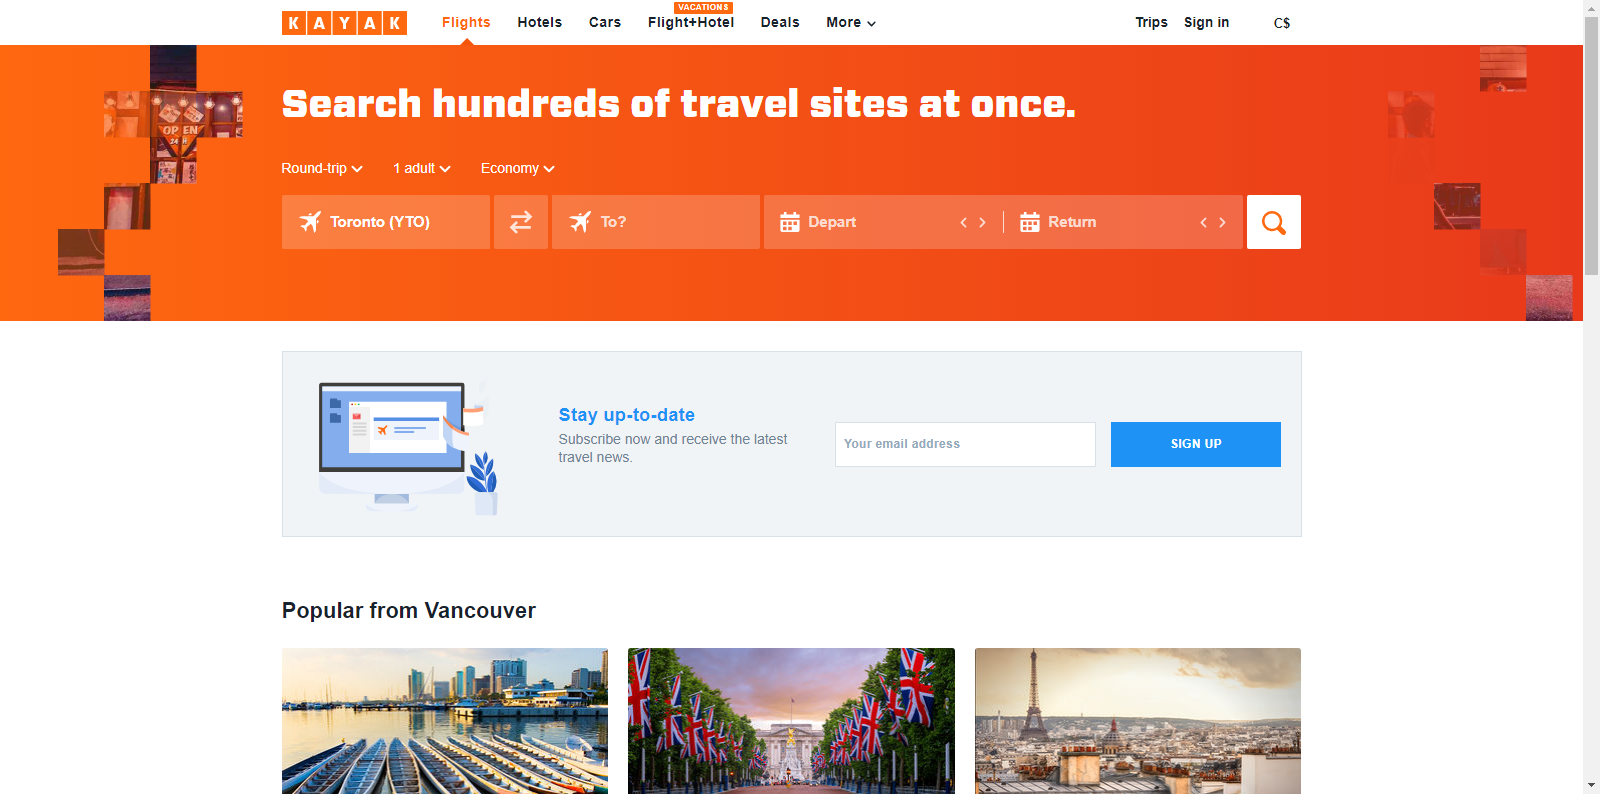 KAYAK
Flights
Hotels
Cars
VACATIONS
Flight+Hotel
Deals
More
Trips
Sign in
C$
OPEN
24
Search hundreds of travel sites at once.
Round-trip
1 adult
Economy
Toronto (YTO)
To?
Depart
Return
Stay up-to-date
Subscribe now and receive the latest
travel news.
Your email address
SIGN UP
Popular from Vancouver